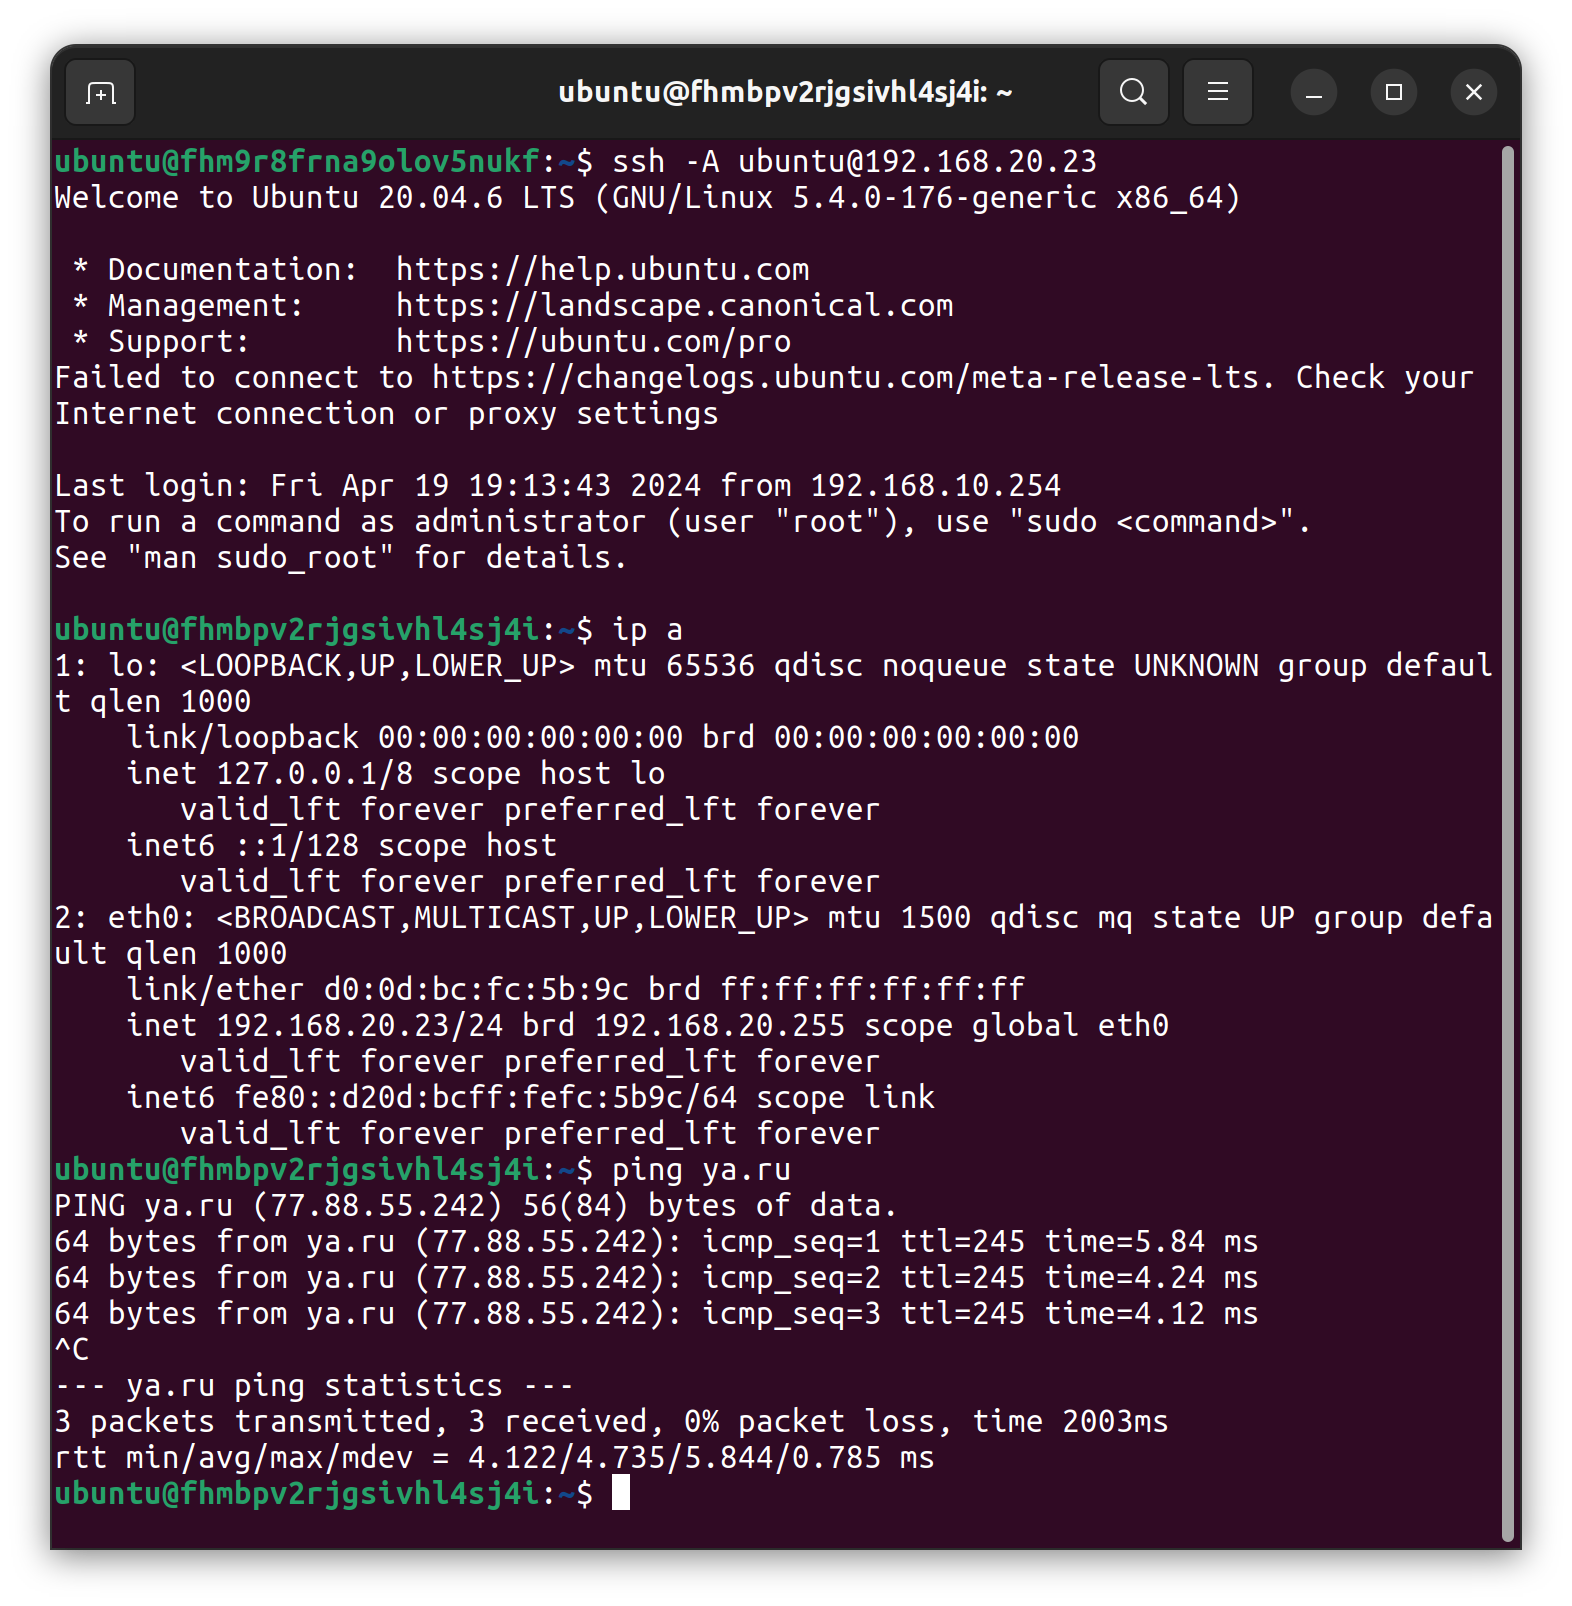 ubuntu@fhmbpv2rjgsivhl4sj4i: ~
ubuntu@fhm9r8frna9olov5nukf:~$ ssh -A ubuntu@192.168.20.23
Welcome to Ubuntu 20.04.6 LTS (GNU/Linux 5.4.0-176-generic x86_64)

 * Documentation:  https://help.ubuntu.com
 * Management:     https://landscape.canonical.com
 * Support:        https://ubuntu.com/pro
Failed to connect to https://changelogs.ubuntu.com/meta-release-lts. Check your
Internet connection or proxy settings

Last login: Fri Apr 19 19:13:43 2024 from 192.168.10.254
To run a command as administrator (user "root"), use "sudo <command>".
See "man sudo_root" for details.

ubuntu@fhmbpv2rjgsivhl4sj4i:~$ ip a
1: lo: <LOOPBACK,UP,LOWER_UP> mtu 65536 qdisc noqueue state UNKNOWN group defaul
t qlen 1000
    link/loopback 00:00:00:00:00:00 brd 00:00:00:00:00:00
    inet 127.0.0.1/8 scope host lo
       valid_lft forever preferred_lft forever
    inet6 ::1/128 scope host
       valid_lft forever preferred_lft forever
2: eth0: <BROADCAST,MULTICAST,UP,LOWER_UP> mtu 1500 qdisc mq state UP group defa
ult qlen 1000
    link/ether d0:0d:bc:fc:5b:9c brd ff:ff:ff:ff:ff:ff
    inet 192.168.20.23/24 brd 192.168.20.255 scope global eth0
       valid_lft forever preferred_lft forever
    inet6 fe80::d20d:bcff:fefc:5b9c/64 scope link
       valid_lft forever preferred_lft forever
ubuntu@fhmbpv2rjgsivhl4sj4i:~$ ping ya.ru
PING ya.ru (77.88.55.242) 56(84) bytes of data.
64 bytes from ya.ru (77.88.55.242): icmp_seq=1 ttl=245 time=5.84 ms
64 bytes from ya.ru (77.88.55.242): icmp_seq=2 ttl=245 time=4.24 ms
64 bytes from ya.ru (77.88.55.242): icmp_seq=3 ttl=245 time=4.12 ms
^C
--- ya.ru ping statistics ---
3 packets transmitted, 3 received, 0% packet loss, time 2003ms
rtt min/avg/max/mdev = 4.122/4.735/5.844/0.785 ms
ubuntu@fhmbpv2rjgsivhl4sj4i:~$